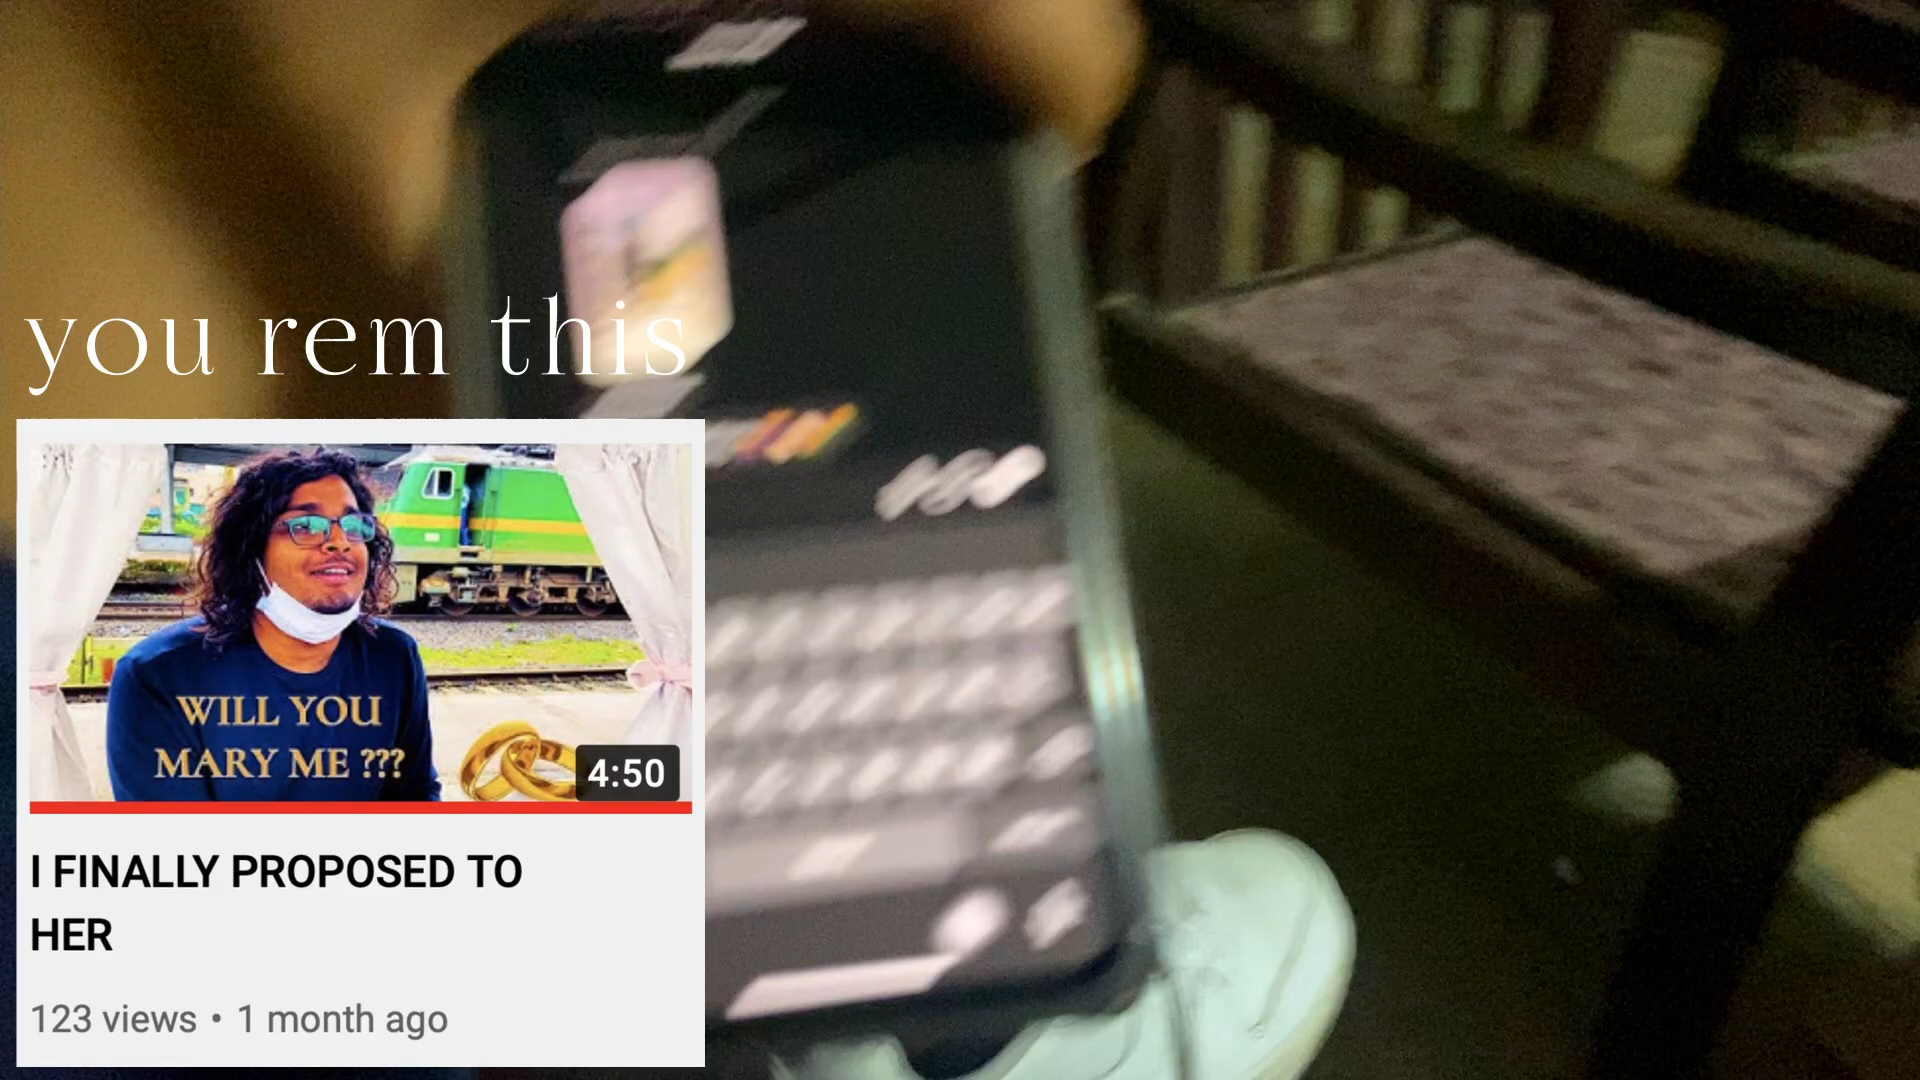 you rem this
WILL YOU
MARY ME ???
4:50
I FINALLY PROPOSED TO
HER
123 views • 1 month ago